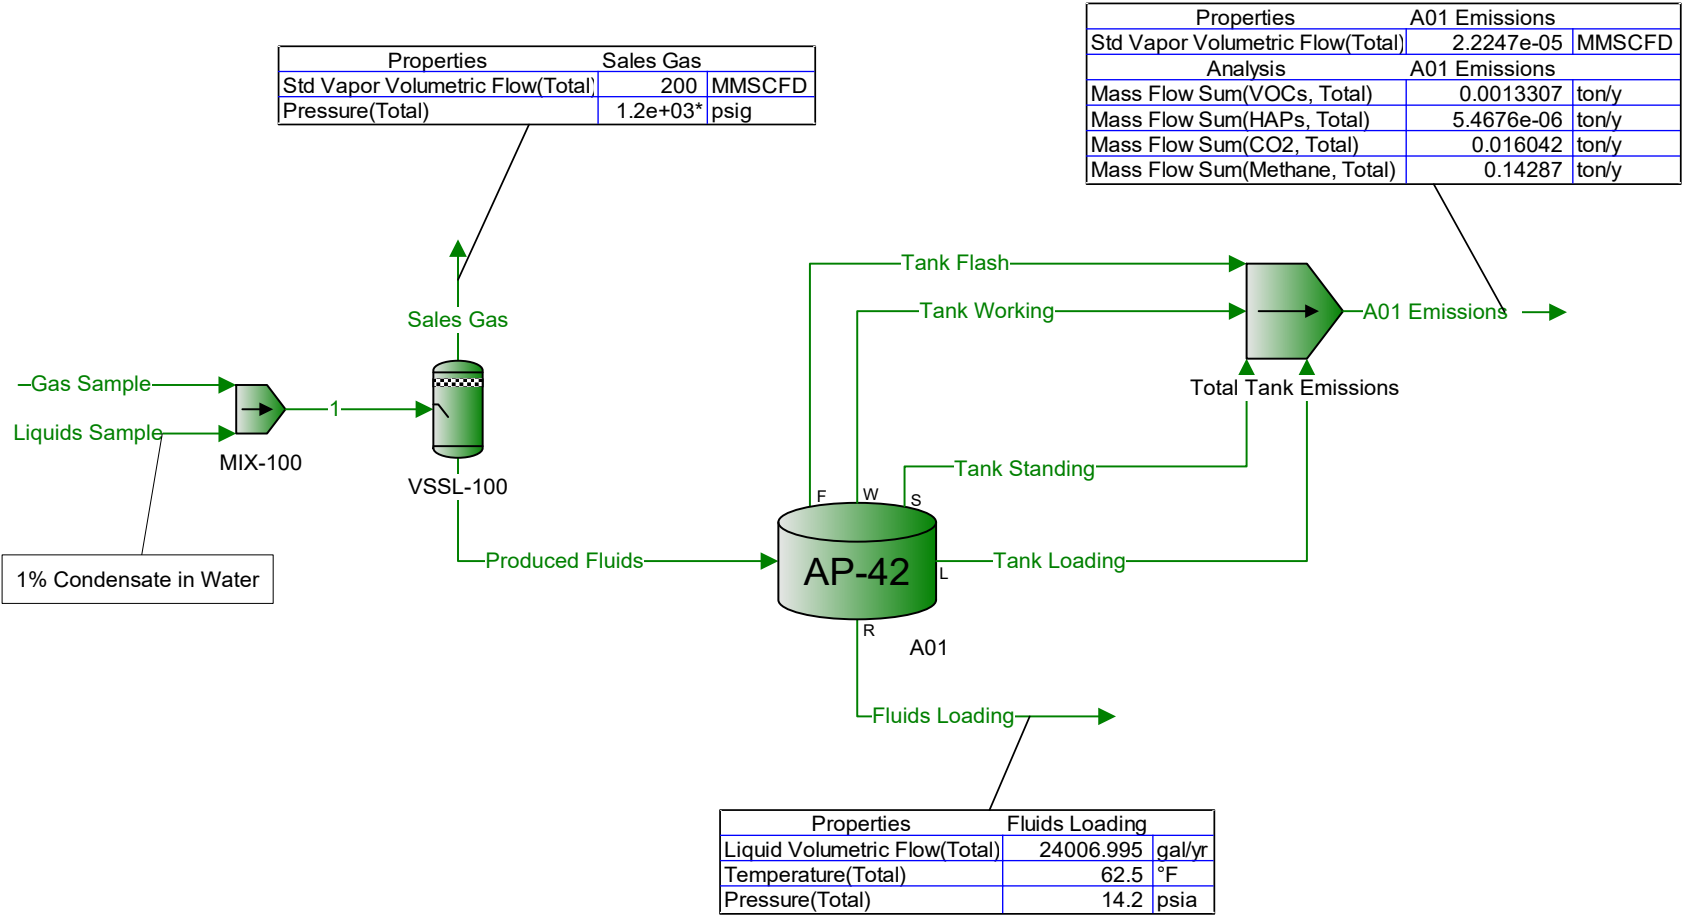 Properties A01 Emissions
Std Vapor Volumetric Flow(Total) 2.2247e-05 MMSCFD
Analysis A01 Emissions
Mass Flow Sum(VOCs, Total) 0.0013307 ton/y
Mass Flow Sum(HAPs, Total) 5.4676e-06 ton/y
Mass Flow Sum(CO2, Total) 0.016042 ton/y
Mass Flow Sum(Methane, Total) 0.14287 ton/y
Properties Sales Gas
Std Vapor Volumetric Flow(Total) 200 MMSCFD
Pressure(Total) 1.2e+03* psig
Tank Flash
Tank Working
A01 Emissions
Sales Gas
Gas Sample
Total Tank Emissions
1
Liquids Sample
MIX-100
VSSL-100
Tank Standing
F
W
S
Produced Fluids
AP-42
Tank Loading
L
1% Condensate in Water
R
A01
Fluids Loading
Properties Fluids Loading
Liquid Volumetric Flow(Total) 24006.995 gal/yr
Temperature(Total) 62.5 °F
Pressure(Total) 14.2 psia